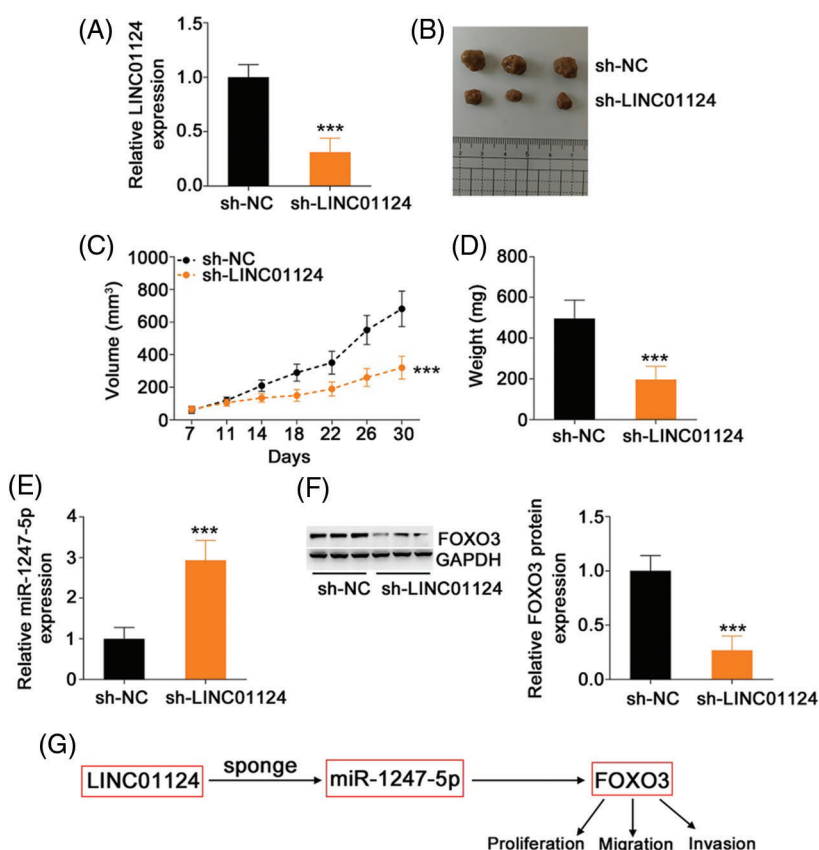 (A)
Relative LINC01124
expression
1.5
1.0
0.5
0.0
***
sh-NC sh-LINC01124
(B)
sh-NC
sh-LINC01124
(C)
Volume (mm³)
1000
800
600
400
200
0
sh-NC
sh-LINC01124
***
7 11 14 18 22 26 30
Days
(D)
Weight (mg)
800
600
400
200
0
***
sh-NC sh-LINC01124
(E)
Relative miR-1247-5p
expression
4
3
2
1
0
***
sh-NC sh-LINC01124
(F)
FOXO3
GAPDH
sh-NC sh-LINC01124
Relative FOXO3 protein
expression
1.5
1.0
0.5
0.0
***
sh-NC sh-LINC01124
(G)
LINC01124 sponge miR-1247-5p FOXO3
Proliferation Migration Invasion